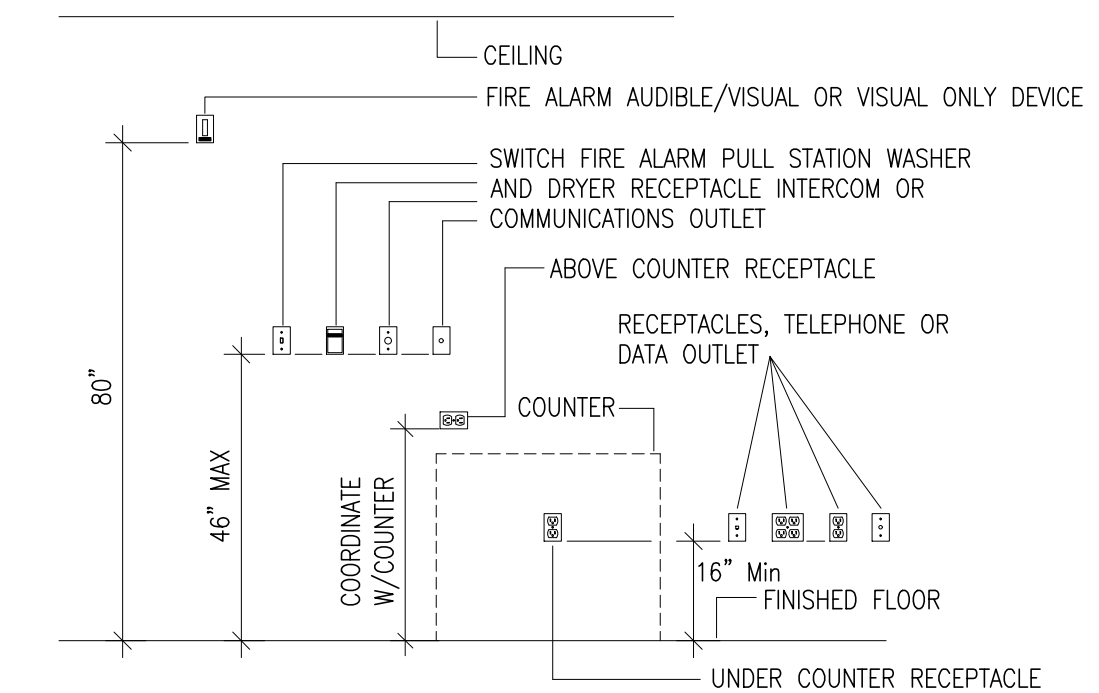 CEILING
FIRE ALARM AUDIBLE/VISUAL OR VISUAL ONLY DEVICE
SWITCH FIRE ALARM PULL STATION WASHER
AND DRYER RECEPTACLE INTERCOM OR
COMMUNICATIONS OUTLET
ABOVE COUNTER RECEPTACLE
RECEPTACLES, TELEPHONE OR
DATA OUTLET
80"
COUNTER
46" MAX
COORDINATE
W/COUNTER
16" Min
FINISHED FLOOR
UNDER COUNTER RECEPTACLE